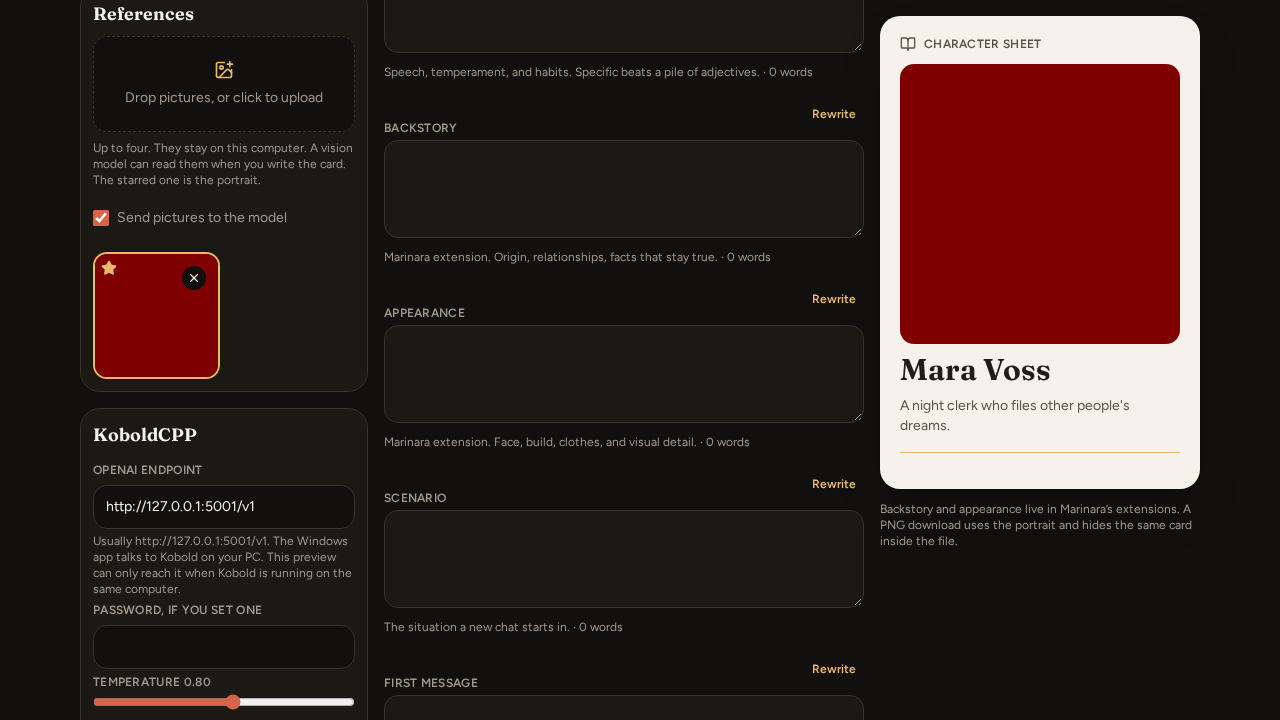 References
Drop pictures, or click to upload
Up to four. They stay on this computer. A vision
model can read them when you write the card.
The starred one is the portrait.
Send pictures to the model
KoboldCPP
OPENAI ENDPOINT
http://127.0.0.1:5001/v1
Usually http://127.0.0.1:5001/v1. The Windows
app talks to Kobold on your PC. This preview
can only reach it when Kobold is running on the
same computer.
PASSWORD, IF YOU SET ONE
TEMPERATURE 0.80
Speech, temperament, and habits. Specific beats a pile of adjectives. · 0 words
Rewrite
BACKSTORY
Marinara extension. Origin, relationships, facts that stay true. · 0 words
Rewrite
APPEARANCE
Marinara extension. Face, build, clothes, and visual detail. · 0 words
Rewrite
SCENARIO
The situation a new chat starts in. · 0 words
Rewrite
FIRST MESSAGE
CHARACTER SHEET
Mara Voss
A night clerk who files other people's
dreams.
Backstory and appearance live in Marinara’s extensions. A
PNG download uses the portrait and hides the same card
inside the file.